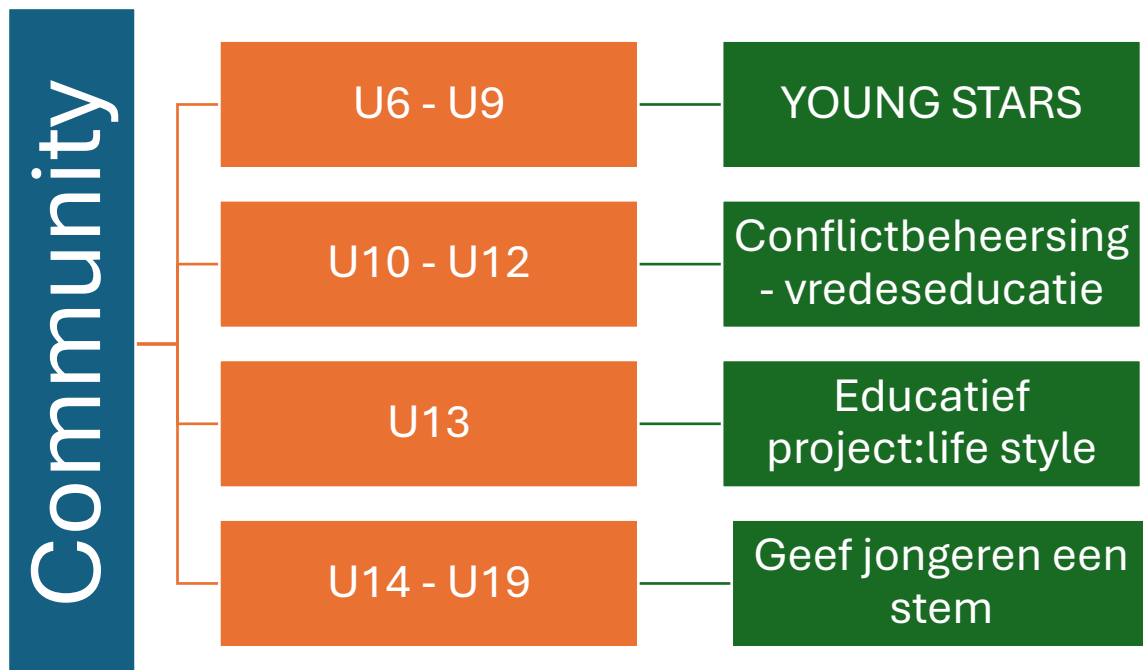 Community
U6 - U9
YOUNG STARS
U10 - U12
Conflictbeheersing
- vredeseducatie
U13
Educatief
project:life style
U14 - U19
Geef jongeren een
stem